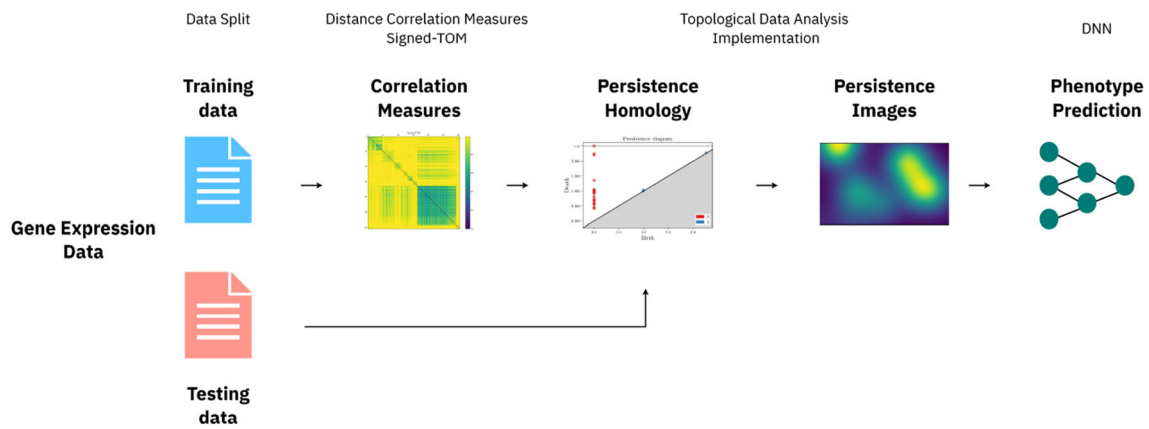 Data Split
Distance Correlation Measures
Signed-TOM
Topological Data Analysis
Implementation
DNN
Training
data
Correlation
Measures
Persistence
Homology
Persistence
Images
Phenotype
Prediction
Persistence diagram
Death
Birth
Gene Expression
Data
Testing
data